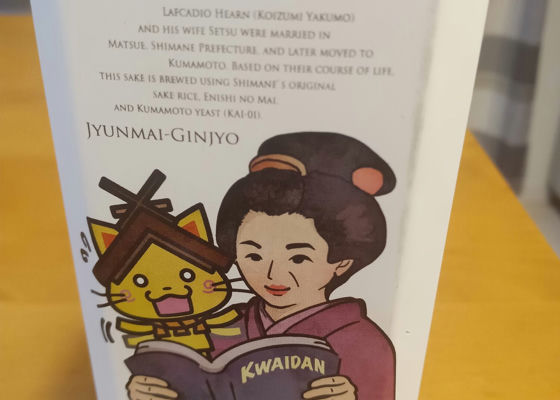 Lafcadio Hearn (Koizumi Yakumo)
and his wife Setsu were married in
Matsue, Shimane Prefecture, and later moved to
Kumamoto. Based on their course of life,
this sake is brewed using Shimane's original
sake rice, Enishi no Mai,
and Kumamoto yeast (KAI-01).
Jyunmai-Ginjyo
KWAIDAN